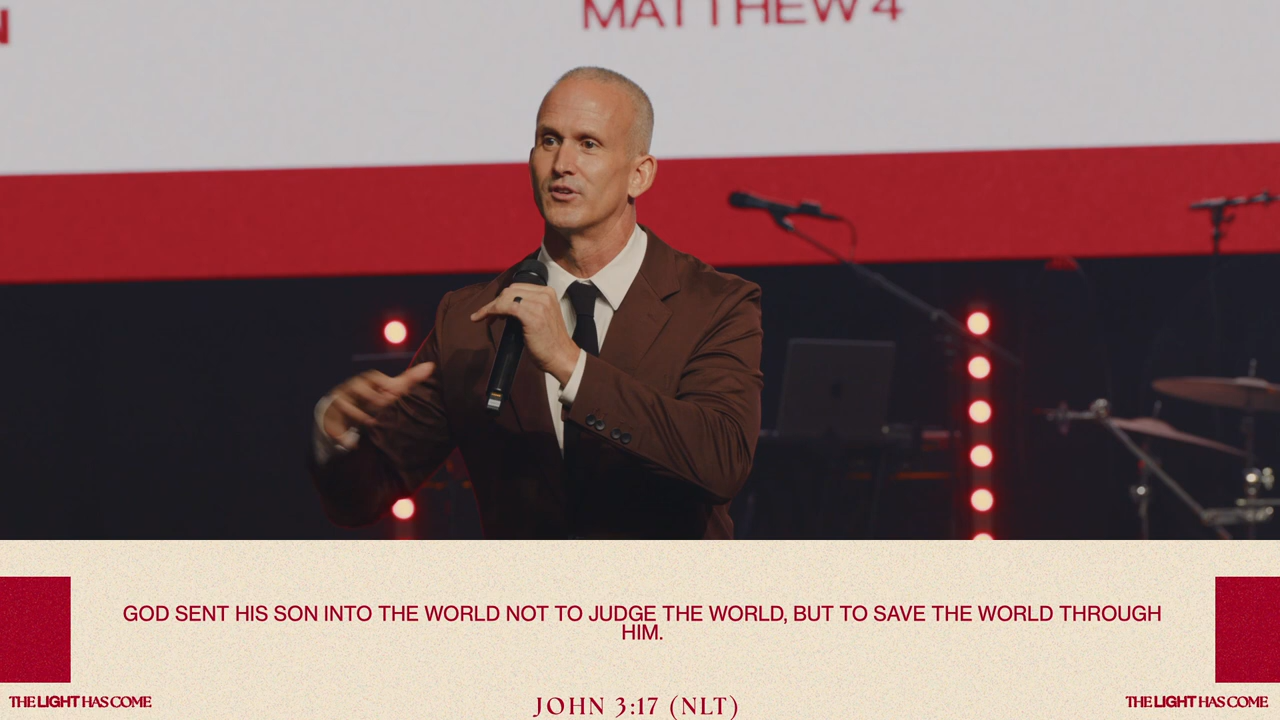 MATTHEW 4
GOD SENT HIS SON INTO THE WORLD NOT TO JUDGE THE WORLD, BUT TO SAVE THE WORLD THROUGH
HIM.
THE LIGHT HAS COME
JOHN 3:17 (NLT)
THE LIGHT HAS COME